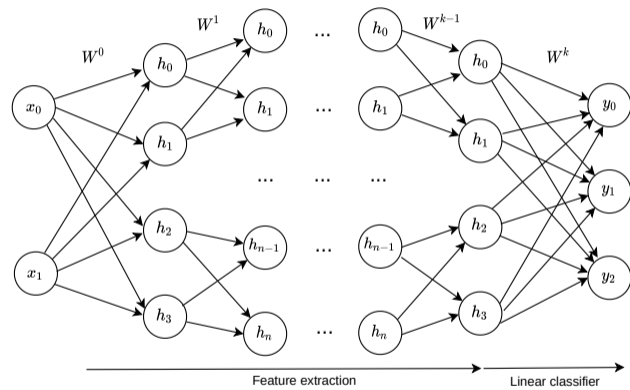 W^0 W^1 W^{k-1} W^k
h_0 ... h_0
h_0 h_0
x_0 h_1 ... h_1 y_0
h_1 h_1
... ... ...
y_1
h_2 h_{n-1} ... h_{n-1} h_2
x_1 y_2
h_3 h_n ... h_n h_3
Feature extraction Linear classifier